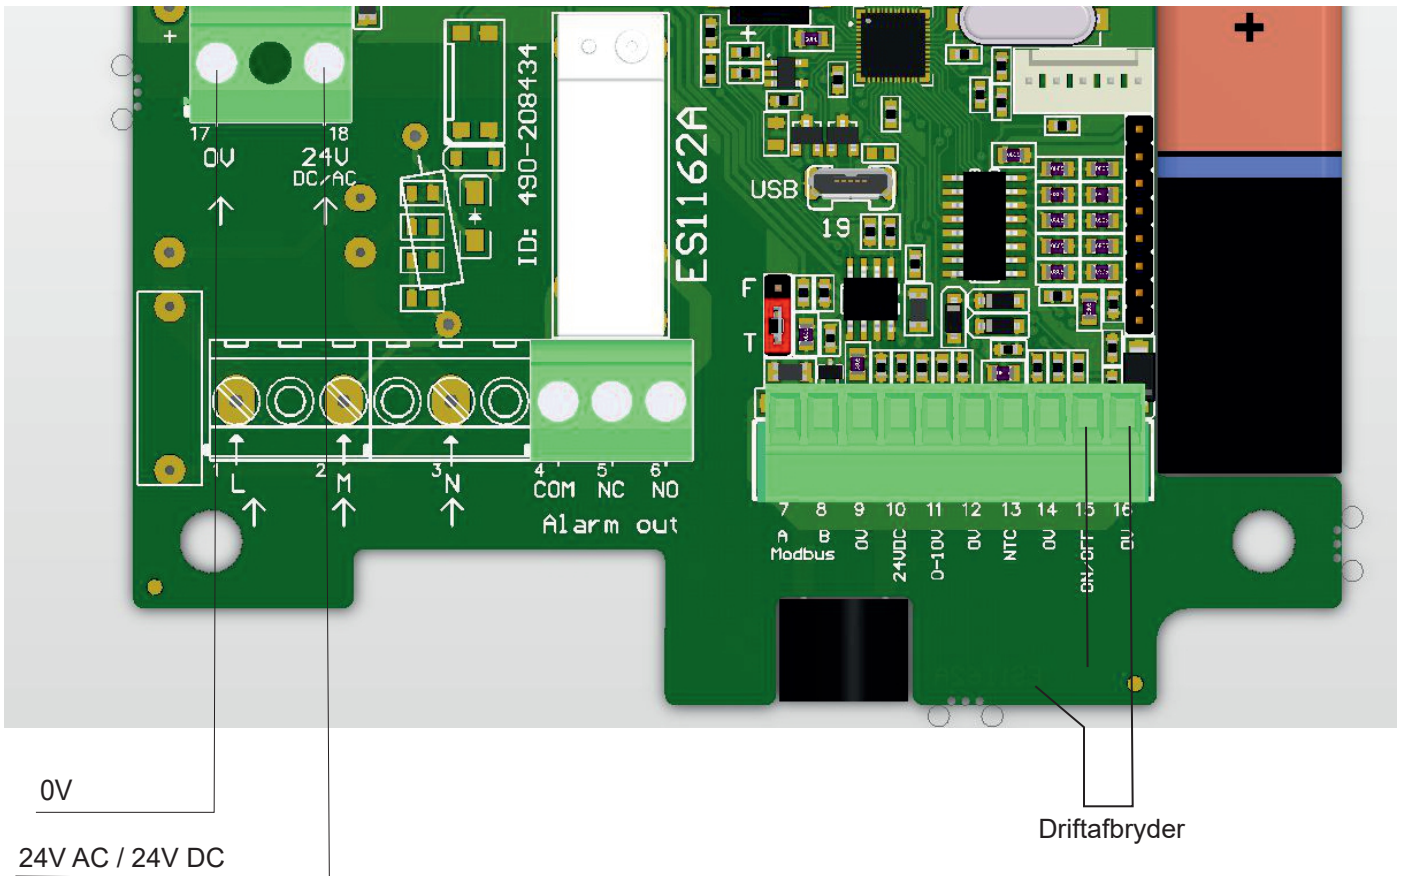 +
+
+
17 18
0V 24V
DC/AC
ID: 490-208434
ES1162A
USB
19
F
T
1 2 3 4 5 6
L M N COM NC NO
Alarm out
7 8 9 10 11 12 13 14 15 16
A B 0V 24VDC 0-10V 0V NTC 0V ON/OFF 0V
Modbus
0V
Driftafbryder
24V AC / 24V DC